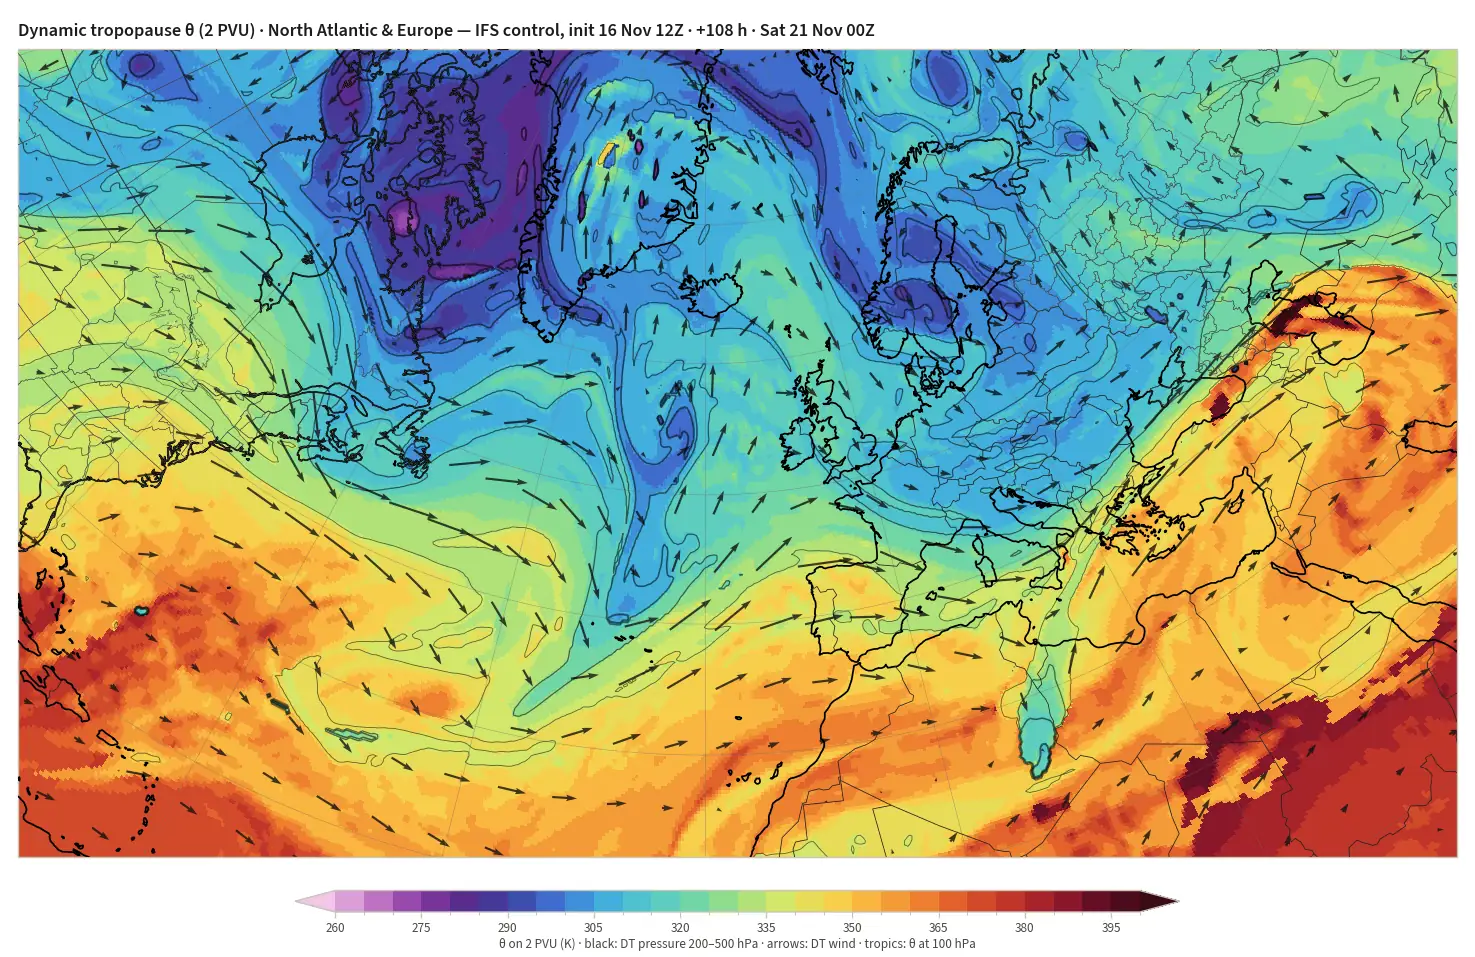 Dynamic tropopause θ (2 PVU) · North Atlantic & Europe — IFS control, init 16 Nov 12Z · +108 h · Sat 21 Nov 00Z
260 275 290 305 320 335 350 365 380 395
θ on 2 PVU (K) · black: DT pressure 200–500 hPa · arrows: DT wind · tropics: θ at 100 hPa